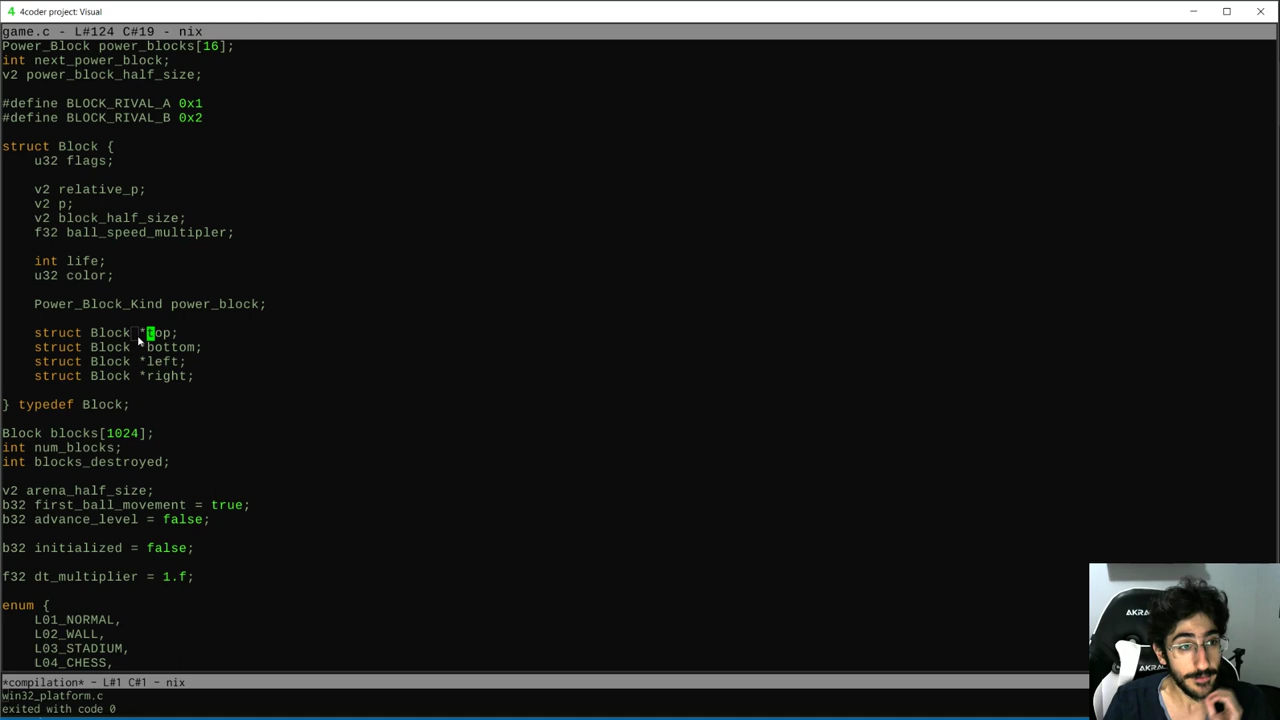 4coder project: Visual
game.c - L#124 C#19 - nix
Power_Block power_blocks[16];
int next_power_block;
v2 power_block_half_size;
#define BLOCK_RIVAL_A 0x1
#define BLOCK_RIVAL_B 0x2
struct Block {
u32 flags;
v2 relative_p;
v2 p;
v2 block_half_size;
f32 ball_speed_multipler;
int life;
u32 color;
Power_Block_Kind power_block;
struct Block *top;
struct Block *bottom;
struct Block *left;
struct Block *right;
} typedef Block;
Block blocks[1024];
int num_blocks;
int blocks_destroyed;
v2 arena_half_size;
b32 first_ball_movement = true;
b32 advance_level = false;
b32 initialized = false;
f32 dt_multiplier = 1.f;
enum {
L01_NORMAL,
L02_WALL,
L03_STADIUM,
L04_CHESS,
*compilation* - L#1 C#1 - nix
win32_platform.c
exited with code 0
AKRA